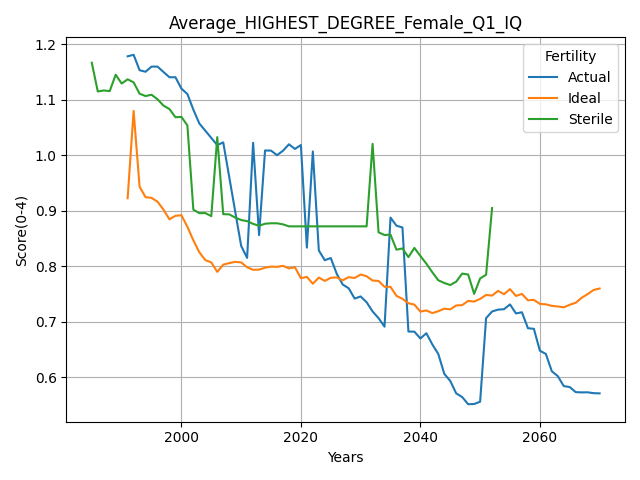 Average_HIGHEST_DEGREE_Female_Q1_IQ
Fertility
Actual
Ideal
Sterile
Score(0-4)
1.2
1.1
1.0
0.9
0.8
0.7
0.6
2000
2020
2040
2060
Years